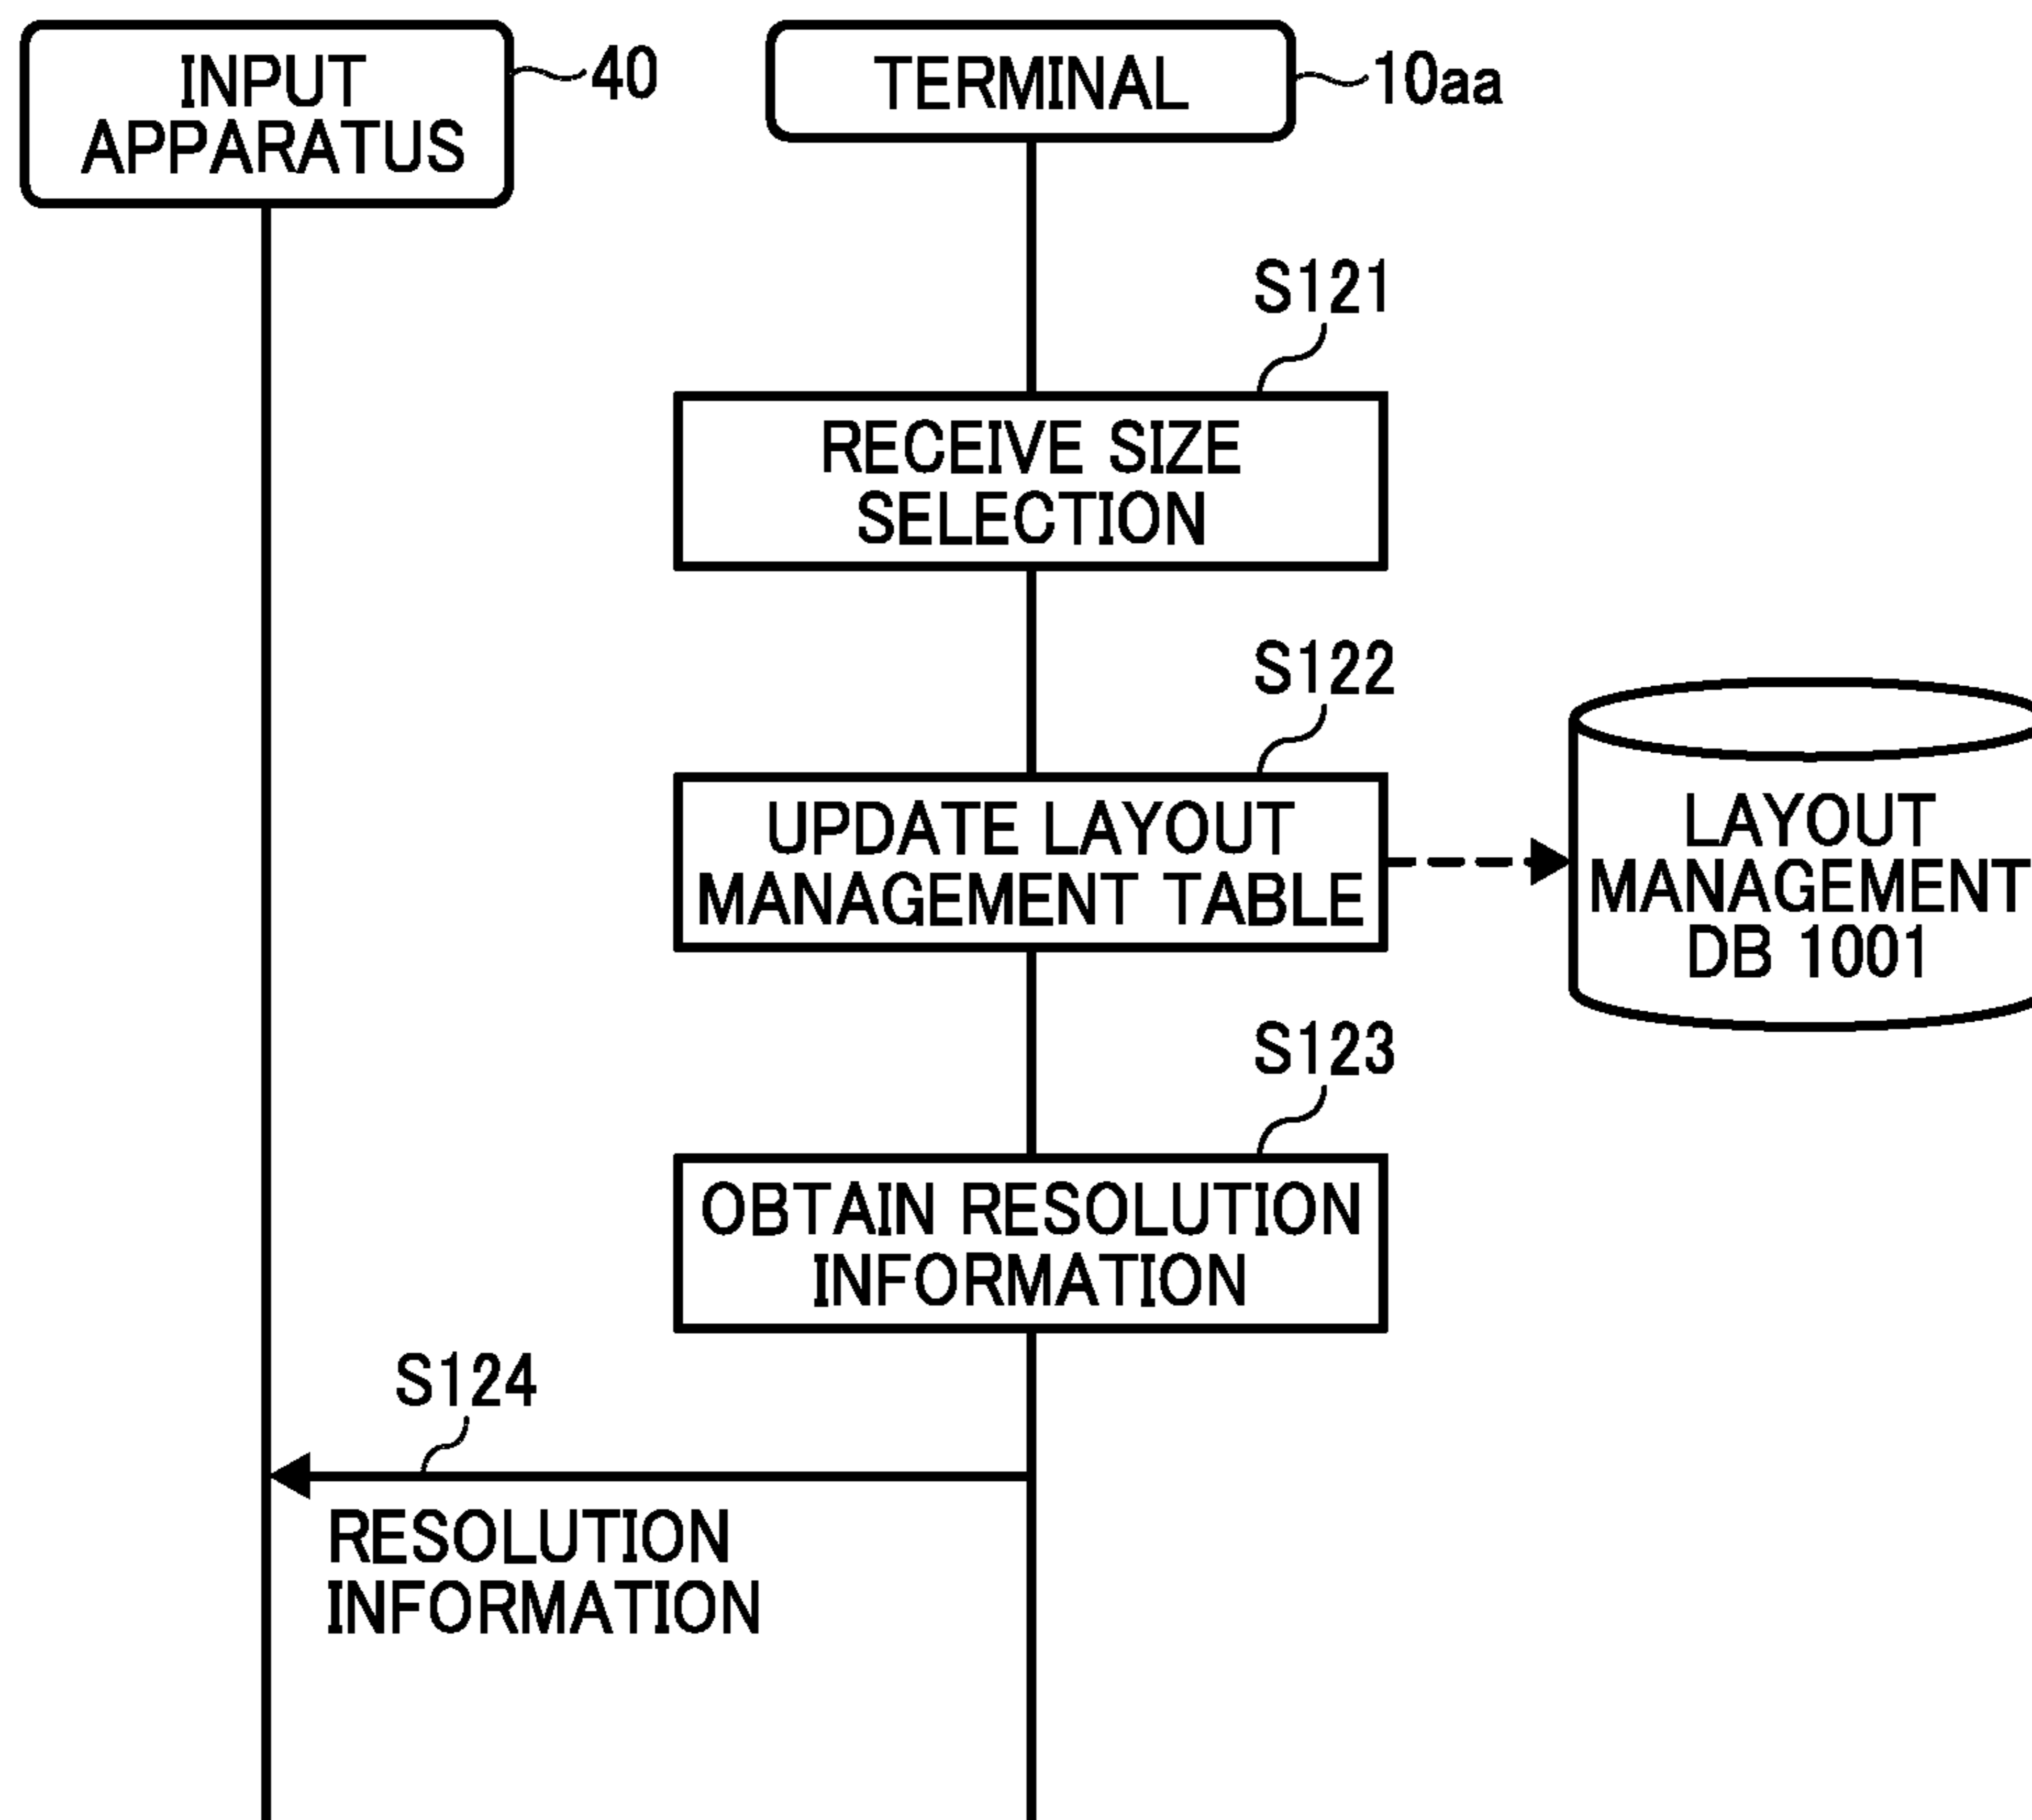 INPUT
APPARATUS
40
TERMINAL
10aa
S121
RECEIVE SIZE
SELECTION
S122
UPDATE LAYOUT
MANAGEMENT TABLE
LAYOUT
MANAGEMENT
DB 1001
S123
OBTAIN RESOLUTION
INFORMATION
S124
RESOLUTION
INFORMATION